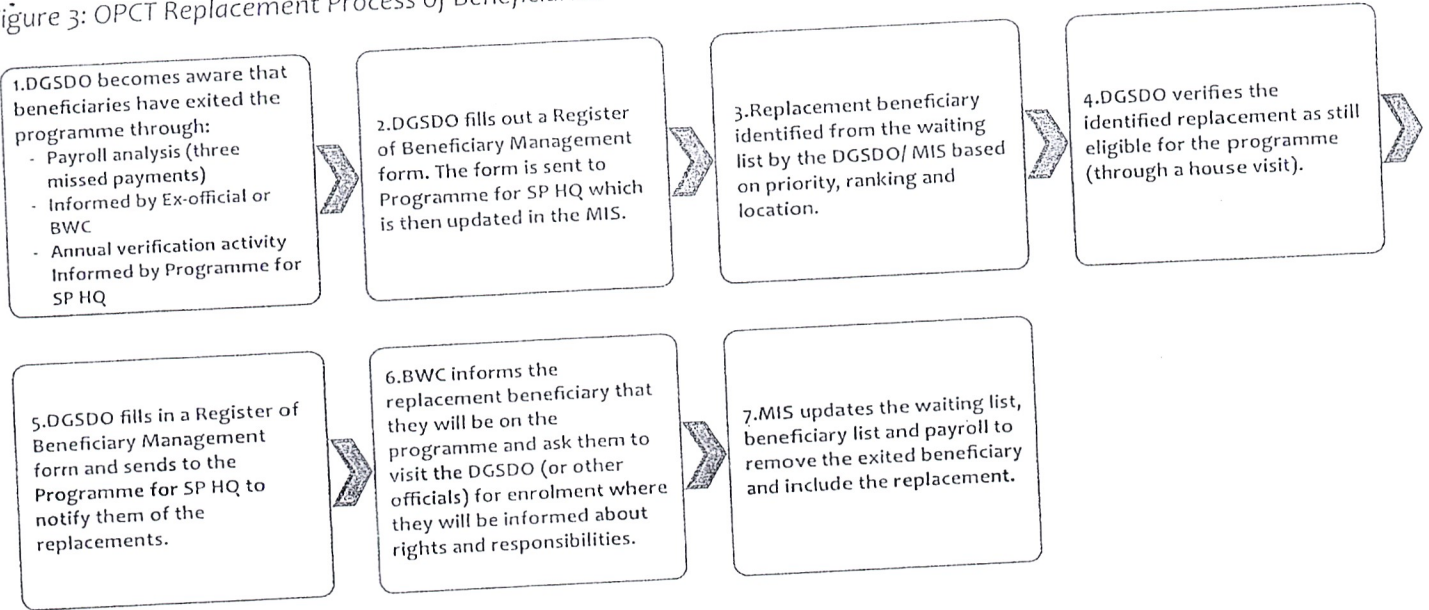 igure 3: OPCT Replacement Process of
1.DGSDO becomes aware that
beneficiaries have exited the
programme through:
- Payroll analysis (three
missed payments)
- Informed by Ex-official or
BWC
- Annual verification activity
Informed by Programme for
SP HQ
2.DGSDO fills out a Register
of Beneficiary Management
form. The form is sent to
Programme for SP HQ which
is then updated in the MIS.
3.Replacement beneficiary
identified from the waiting
list by the DGSDO/ MIS based
on priority, ranking and
location.
4.DGSDO verifies the
identified replacement as still
eligible for the programme
(through a house visit).
5.DGSDO fills in a Register of
Beneficiary Management
form and sends to the
Programme for SP HQ to
notify them of the
replacements.
6.BWC informs the
replacement beneficiary that
they will be on the
programme and ask them to
visit the DGSDO (or other
officials) for enrolment where
they will be informed about
rights and responsibilities.
7.MIS updates the waiting list,
beneficiary list and payroll to
remove the exited beneficiary
and include the replacement.